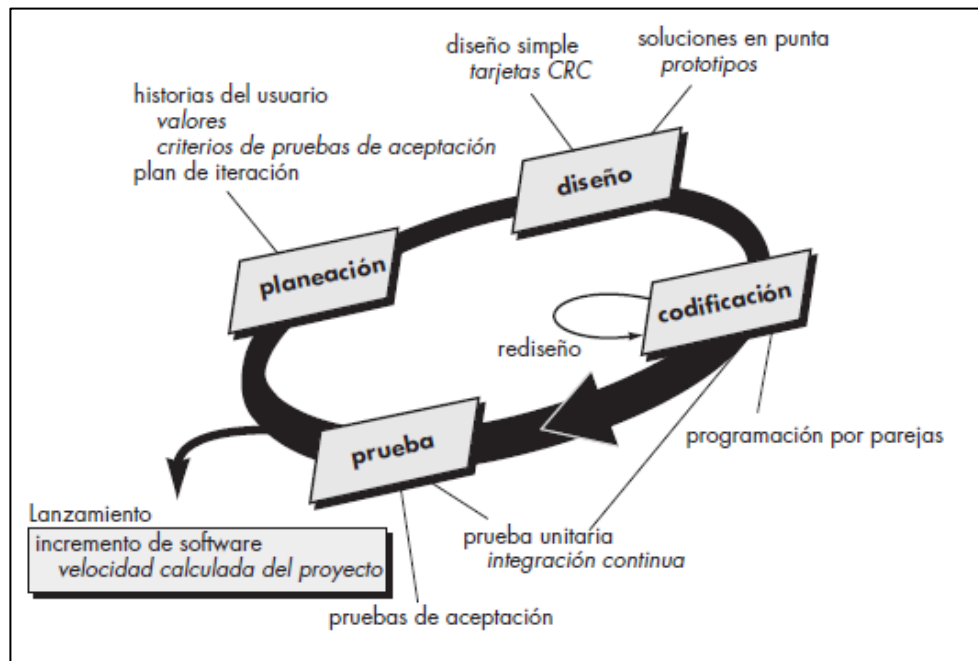 diseño simple
tarjetas CRC
soluciones en punta
prototipos
historias del usuario
valores
criterios de pruebas de aceptación
plan de iteración
diseño
planeación
codificación
rediseño
programación por parejas
prueba
Lanzamiento
incremento de software
velocidad calculada del proyecto
prueba unitaria
integración continua
pruebas de aceptación